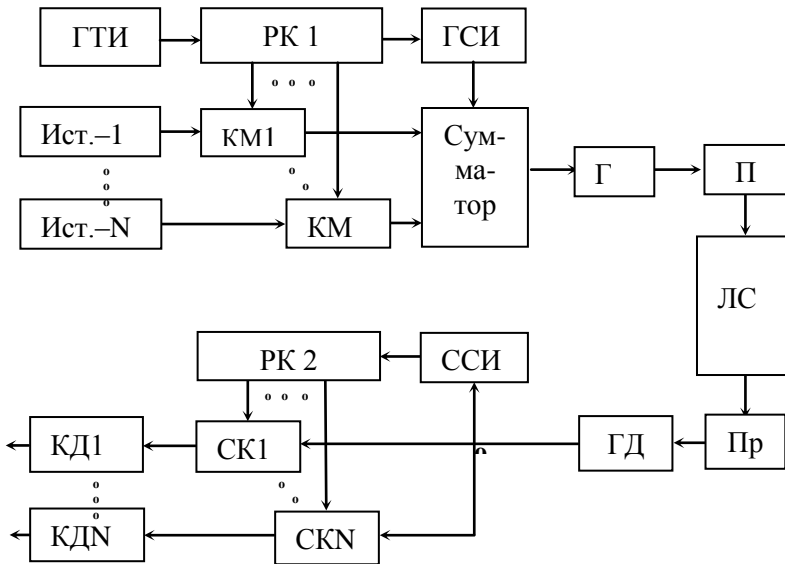 ГТИ
РК 1
ГСИ
Ист.–1
КМ1
Сум-
ма-
тор
Г
П
Ист.–N
КМ
ЛС
РК 2
ССИ
КД1
СК1
ГД
Пр
КДN
СКN